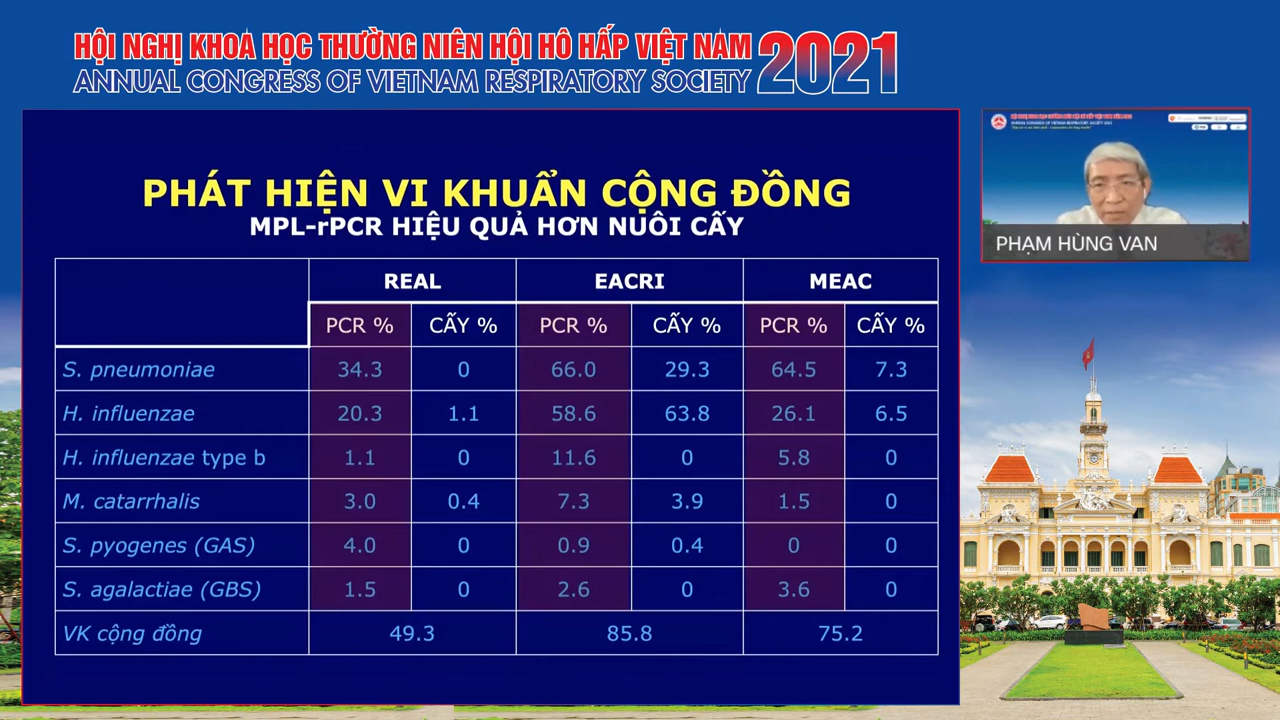 HỘI NGHỊ KHOA HỌC THƯỜNG NIÊN HỘI HÔ HẤP VIỆT NAM 2021
ANNUAL CONGRESS OF VIETNAM RESPIRATORY SOCIETY
PHÁT HIỆN VI KHUẨN CỘNG ĐỒNG
MPL-rPCR HIỆU QUẢ HƠN NUÔI CẤY
REAL EACRI MEAC
PCR % CẤY % PCR % CẤY % PCR % CẤY %
S. pneumoniae 34.3 0 66.0 29.3 64.5 7.3
H. influenzae 20.3 1.1 58.6 63.8 26.1 6.5
H. influenzae type b 1.1 0 11.6 0 5.8 0
M. catarrhalis 3.0 0.4 7.3 3.9 1.5 0
S. pyogenes (GAS) 4.0 0 0.9 0.4 0 0
S. agalactiae (GBS) 1.5 0 2.6 0 3.6 0
VK cộng đồng 49.3 85.8 75.2
PHẠM HÙNG VAN